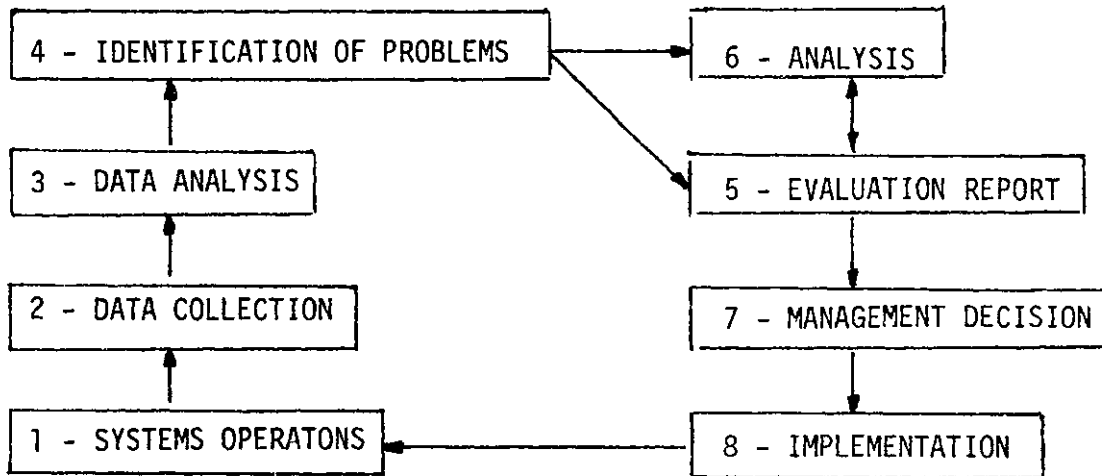 4 - IDENTIFICATION OF PROBLEMS
6 - ANALYSIS
3 - DATA ANALYSIS
5 - EVALUATION REPORT
2 - DATA COLLECTION
7 - MANAGEMENT DECISION
1 - SYSTEMS OPERATONS
8 - IMPLEMENTATION